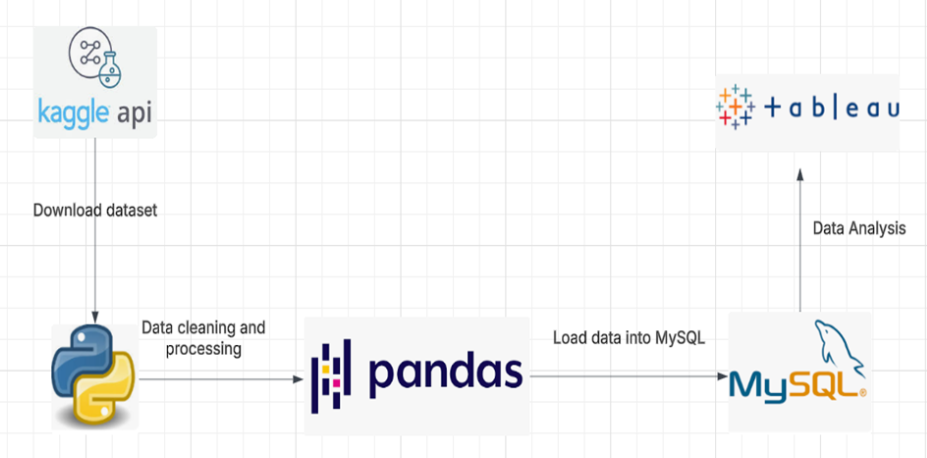 kaggle api
+ a b l e a u
Download dataset
Data Analysis
Data cleaning and
processing
Load data into MySQL
pandas
MySQL®